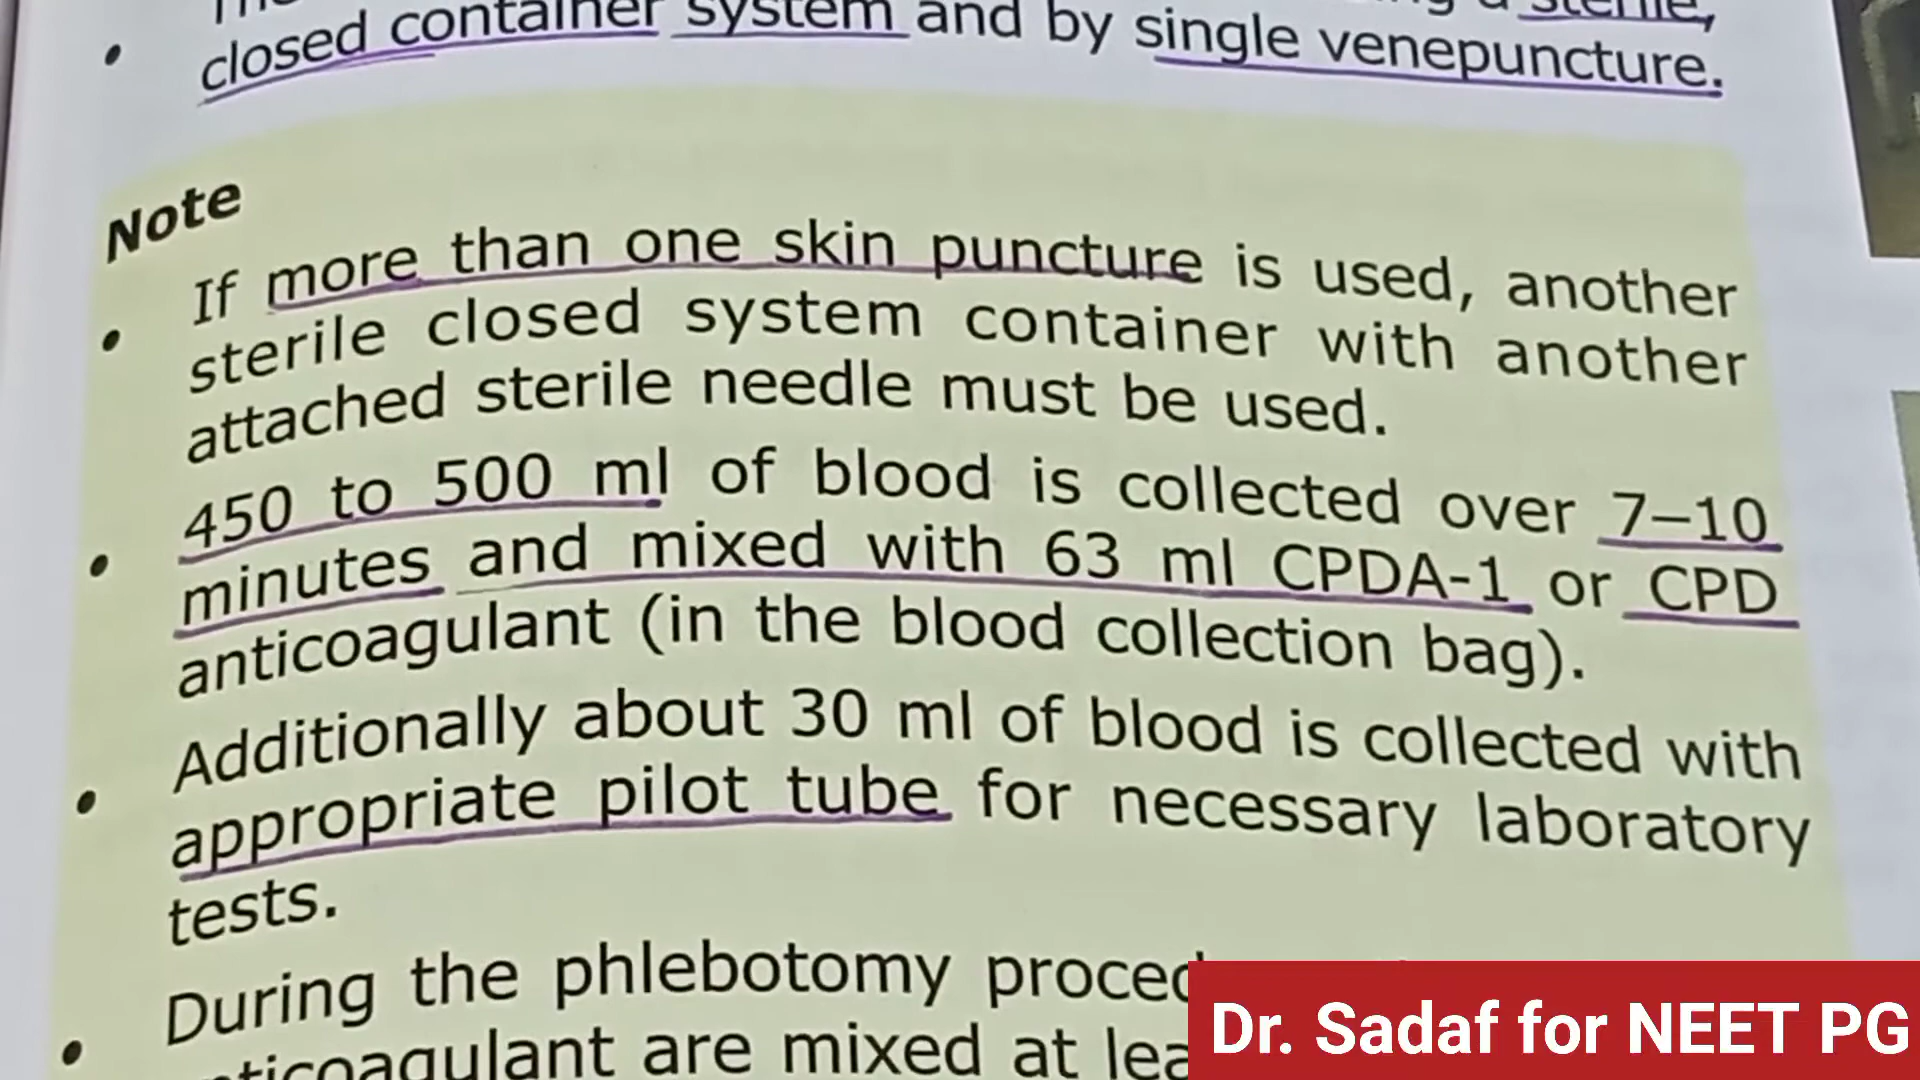 sterile,
closed container system and by single venepuncture.
Note
• If more than one skin puncture is used, another
sterile closed system container with another
attached sterile needle must be used.
• 450 to 500 ml of blood is collected over 7–10
minutes and mixed with 63 ml CPDA-1 or CPD
anticoagulant (in the blood collection bag).
• Additionally about 30 ml of blood is collected with
appropriate pilot tube for necessary laboratory
tests.
• During the phlebotomy
are mixed at
Dr. Sadaf for NEET PG